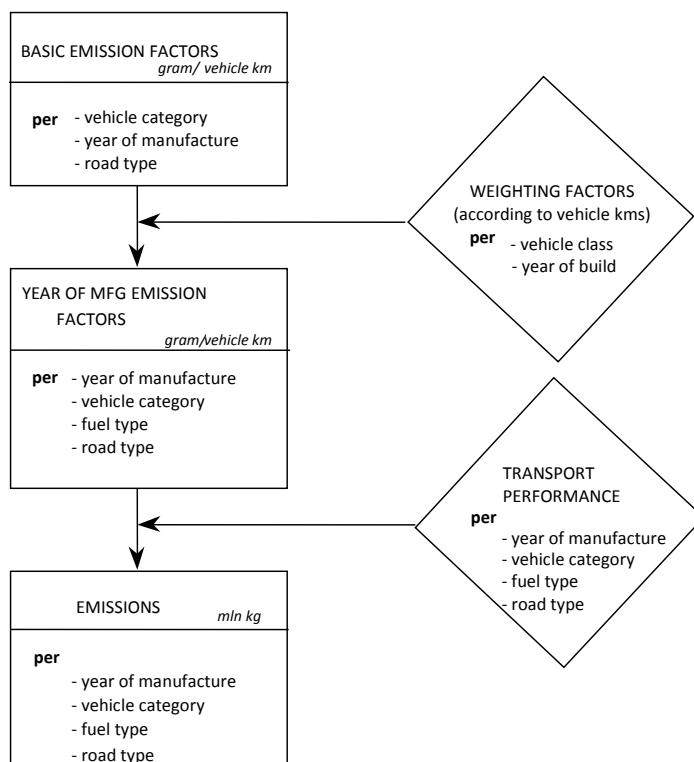 BASIC EMISSION FACTORS
gram/ vehicle km
per - vehicle category
- year of manufacture
- road type
WEIGHTING FACTORS
(according to vehicle kms)
per
- vehicle class
- year of build
YEAR OF MFG EMISSION
FACTORS
gram/vehicle km
per - year of manufacture
- vehicle category
- fuel type
- road type
TRANSPORT
PERFORMANCE
per
- year of manufacture
- vehicle category
- fuel type
- road type
EMISSIONS
mln kg
per
- year of manufacture
- vehicle category
- fuel type
- road type